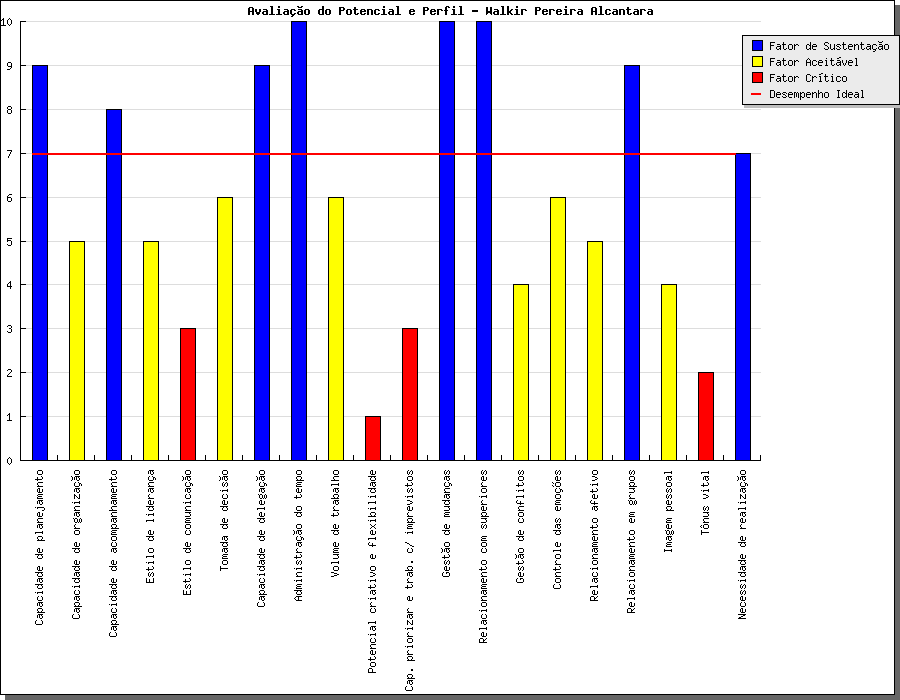 Avaliação do Potencial e Perfil - Walkir Pereira Alcantara
Fator de Sustentação
Fator Aceitável
Fator Crítico
Desempenho Ideal
10
9
8
7
6
5
4
3
2
1
0
Capacidade de planejamento
Capacidade de organização
Capacidade de acompanhamento
Estilo de liderança
Estilo de comunicação
Tomada de decisão
Capacidade de delegação
Administração do tempo
Volume de trabalho
Potencial criativo e flexibilidade
Cap. priorizar e trab. c/ imprevistos
Gestão de mudanças
Relacionamento com superiores
Gestão de conflitos
Controle das emoções
Relacionamento afetivo
Relacionamento em grupos
Imagem pessoal
Tônus vital
Necessidade de realização